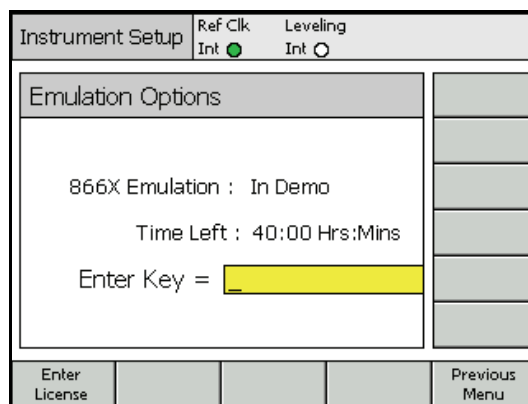 Instrument Setup
Ref Clk
Int
Leveling
Int
Emulation Options
866X Emulation : In Demo
Time Left : 40:00 Hrs:Mins
Enter Key = _
Enter
License
Previous
Menu